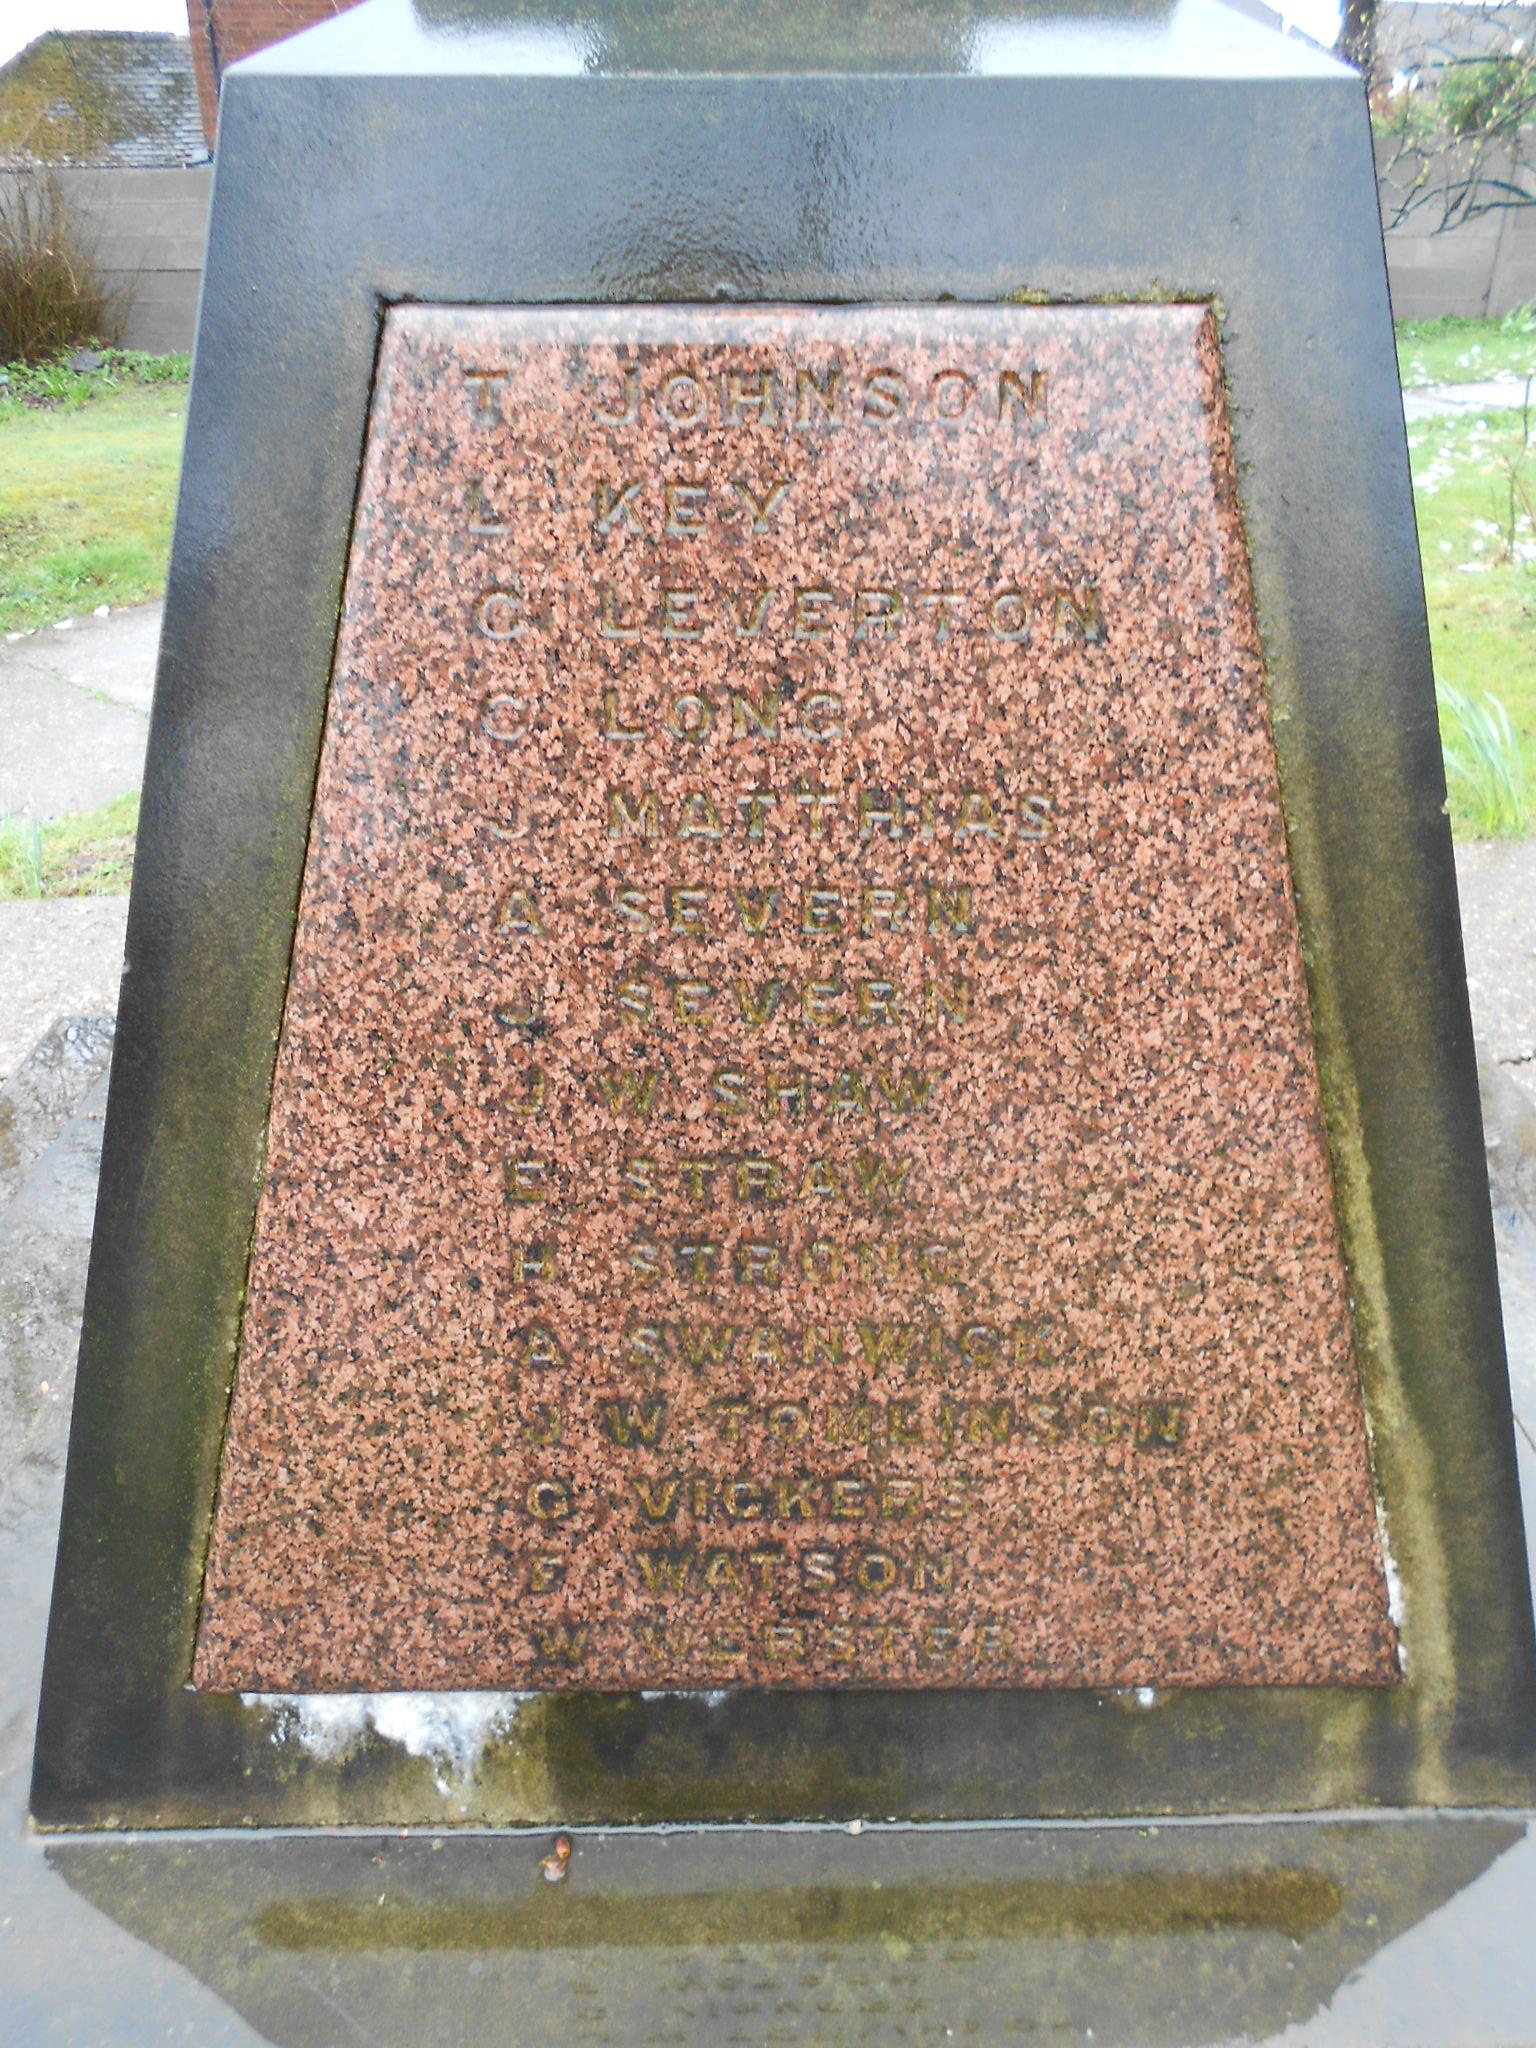 T JOHNSON
L KEY
C LEVERTON
C LONG
J MATTHIAS
A SEVERN
J SEVERN
J W SHAW
E STRAW
H STRONG
A SWANWICK
J W TOMLINSON
G VICKERS
F WATSON
W WEBSTER